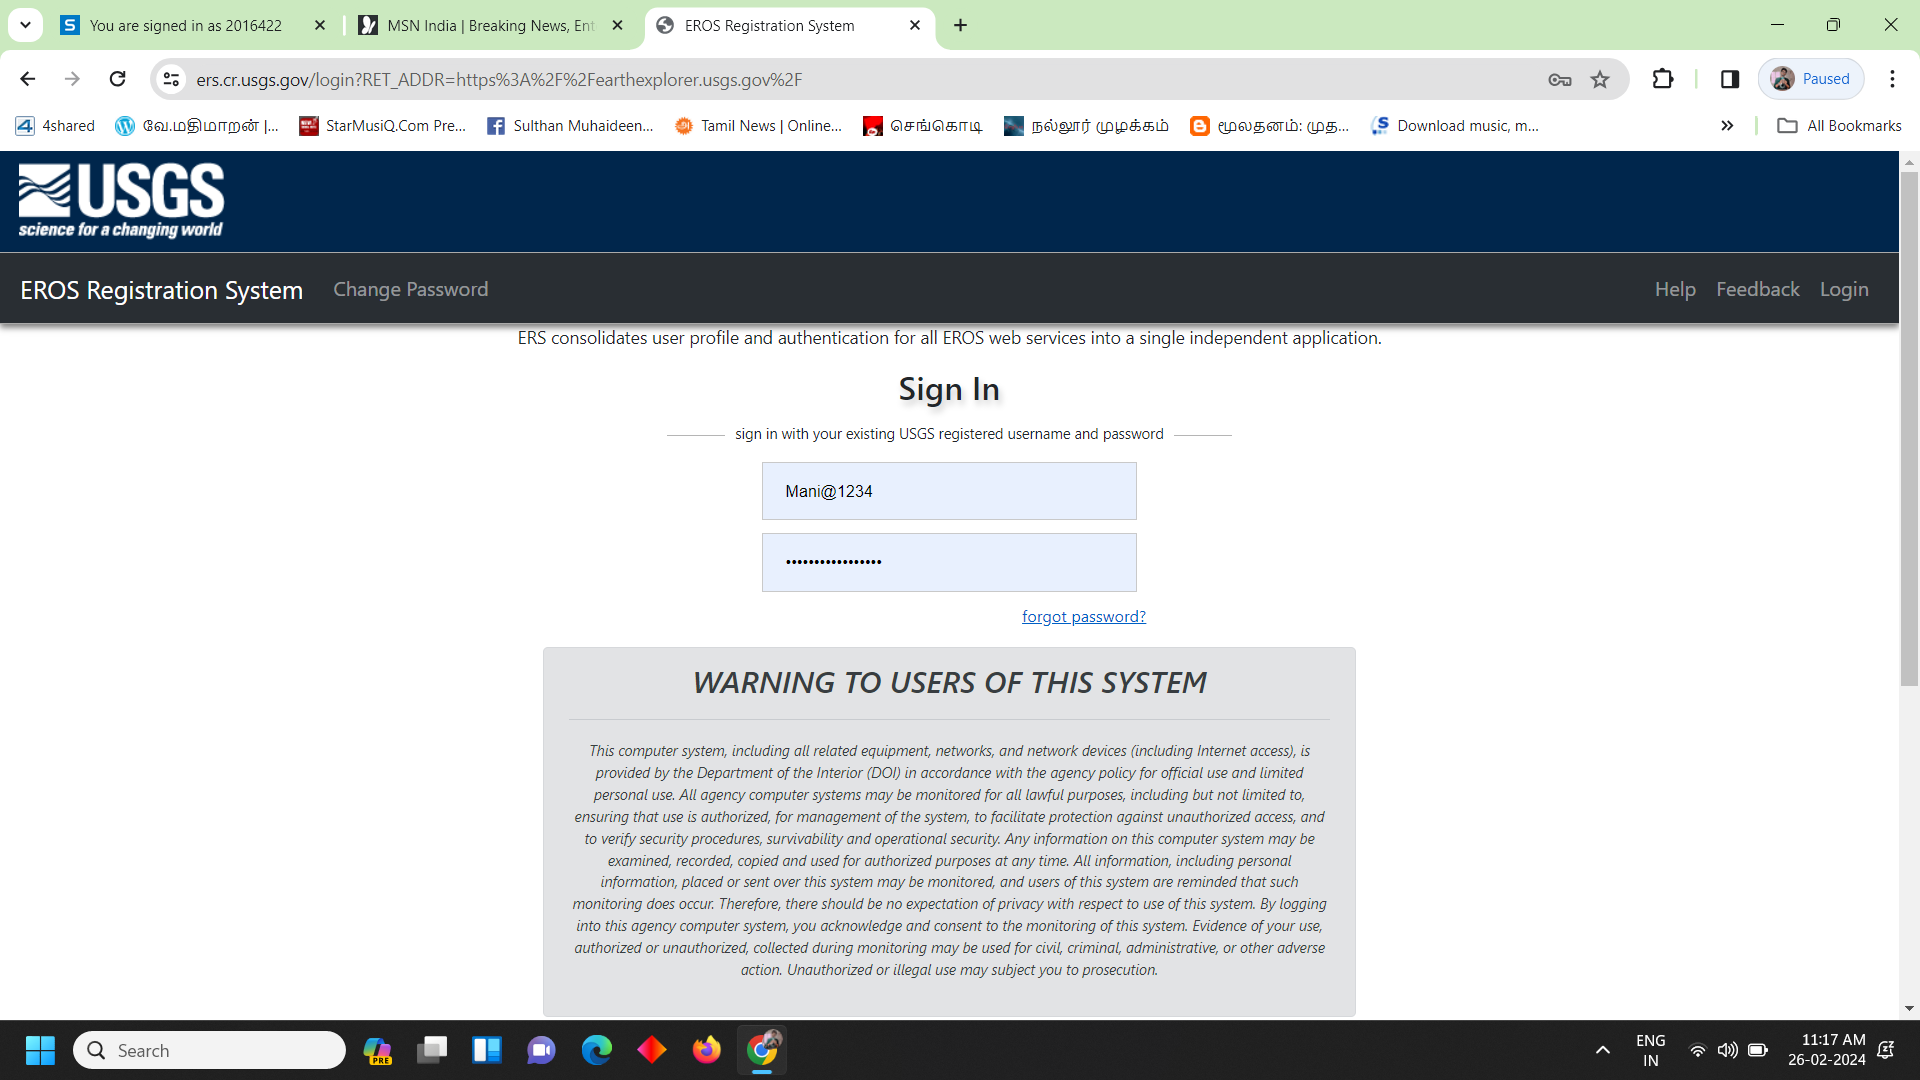 You are signed in as 2016422
MSN India | Breaking News, Ent
EROS Registration System
ers.cr.usgs.gov/login?RET_ADDR=https%3A%2F%2Fearthexplorer.usgs.gov%2F
Paused
4shared
வே.மதிமாறன் |...
StarMusiQ.Com Pre...
Sulthan Muhaideen...
Tamil News | Online...
செங்கொடி
நல்லூர் முழக்கம்
மூலதனம்: முத...
Download music, m...
All Bookmarks
USGS
science for a changing world
EROS Registration System
Change Password
Help
Feedback
Login
ERS consolidates user profile and authentication for all EROS web services into a single independent application.
Sign In
sign in with your existing USGS registered username and password
Mani@1234
•••••••••••••••••
forgot password?
WARNING TO USERS OF THIS SYSTEM
This computer system, including all related equipment, networks, and network devices (including Internet access), is
provided by the Department of the Interior (DOI) in accordance with the agency policy for official use and limited
personal use. All agency computer systems may be monitored for all lawful purposes, including but not limited to,
ensuring that use is authorized, for management of the system, to facilitate protection against unauthorized access, and
to verify security procedures, survivability and operational security. Any information on this computer system may be
examined, recorded, copied and used for authorized purposes at any time. All information, including personal
information, placed or sent over this system may be monitored, and users of this system are reminded that such
monitoring does occur. Therefore, there should be no expectation of privacy with respect to use of this system. By logging
into this agency computer system, you acknowledge and consent to the monitoring of this system. Evidence of your use,
authorized or unauthorized, collected during monitoring may be used for civil, criminal, administrative, or other adverse
action. Unauthorized or illegal use may subject you to prosecution.
Search
PRE
ENG
IN
11:17 AM
26-02-2024